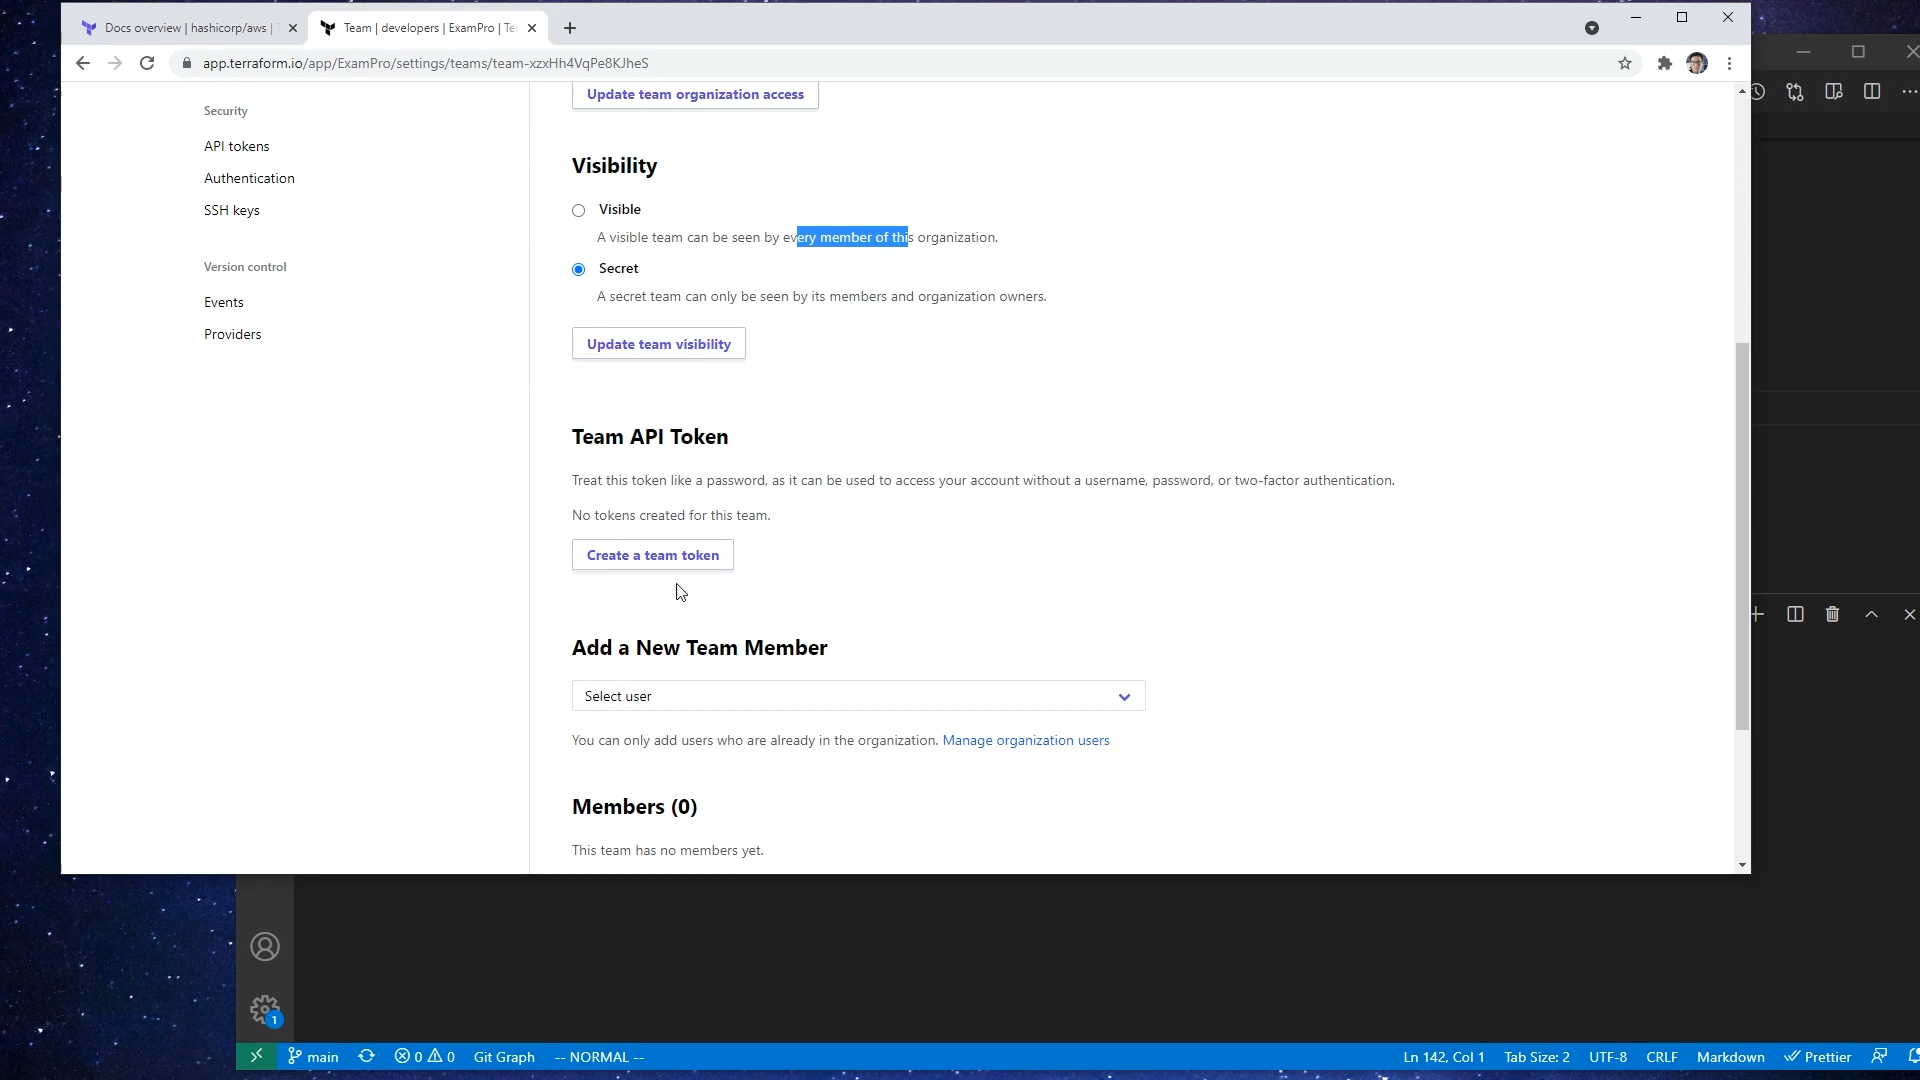 Docs overview | hashicorp/aws |
Team | developers | ExamPro | Te
app.terraform.io/app/ExamPro/settings/teams/team-xzxHh4VqPe8KJheS
Security
API tokens
Authentication
SSH keys
Version control
Events
Providers
Update team organization access
Visibility
Visible
A visible team can be seen by every member of this organization.
Secret
A secret team can only be seen by its members and organization owners.
Update team visibility
Team API Token
Treat this token like a password, as it can be used to access your account without a username, password, or two-factor authentication.
No tokens created for this team.
Create a team token
Add a New Team Member
Select user
You can only add users who are already in the organization. Manage organization users
Members (0)
This team has no members yet.
1
main 0 0 Git Graph -- NORMAL -- Ln 142, Col 1 Tab Size: 2 UTF-8 CRLF Markdown Prettier